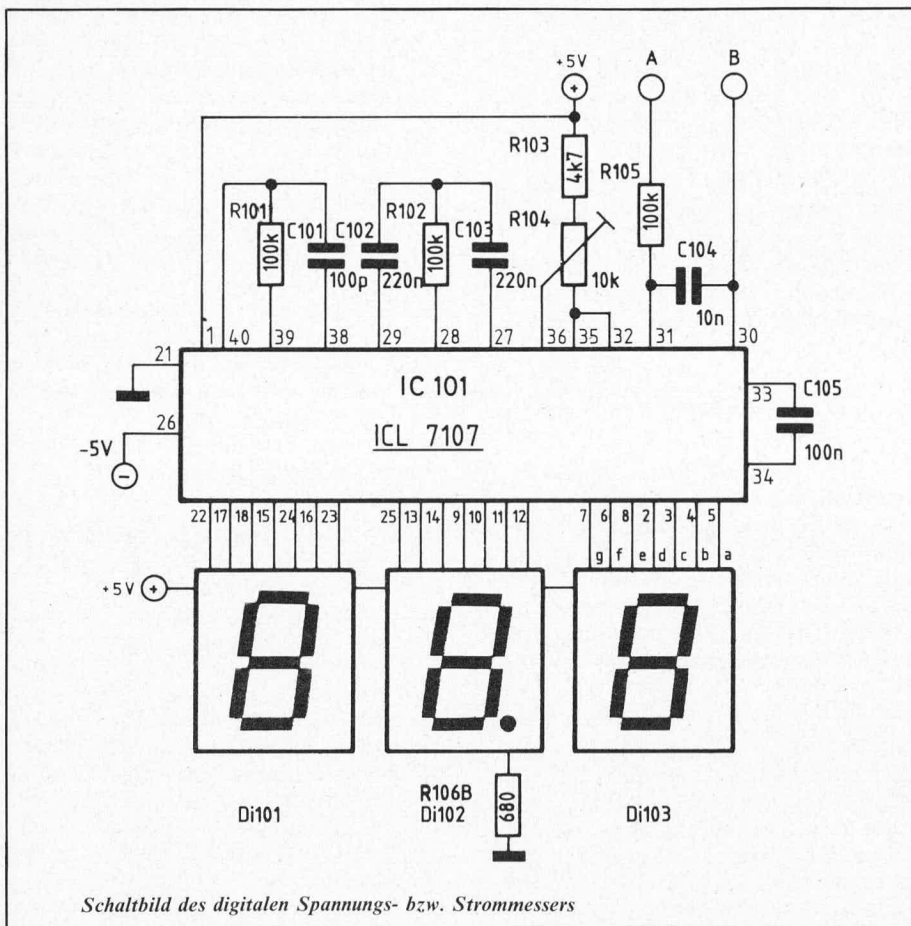 +5V A B
R103 4k7
R105 100k
R101 100k C101 100p C102 220n R102 100k C103 220n R104 10k
C104 10n
1 40 39 38 29 28 27 36 35 32 31 30
21
IC 101
33 C105
26
ICL 7107
100n
-5V
34
22 17 18 15 24 16 23 25 13 14 9 10 11 12 7 6 8 2 3 4 5
g f e d c b a
+5V
R106B 680
Di101 Di102 Di103
Schaltbild des digitalen Spannungs- bzw. Strommessers